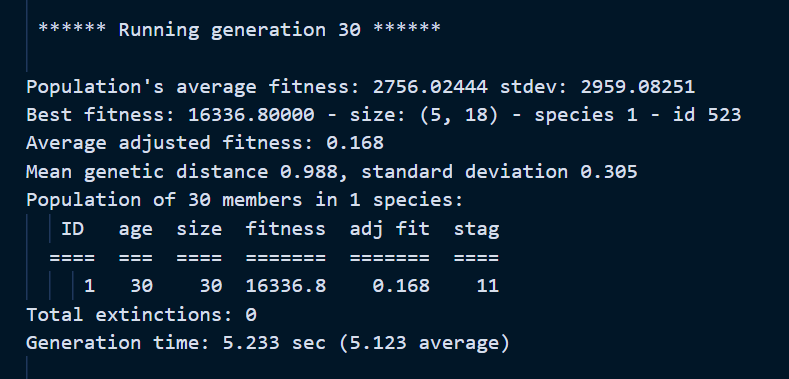 ****** Running generation 30 ******
Population's average fitness: 2756.02444 stdev: 2959.08251
Best fitness: 16336.80000 - size: (5, 18) - species 1 - id 523
Average adjusted fitness: 0.168
Mean genetic distance 0.988, standard deviation 0.305
Population of 30 members in 1 species:
ID age size fitness adj fit stag
==== === ==== ======= ======= ====
1 30 30 16336.8 0.168 11
Total extinctions: 0
Generation time: 5.233 sec (5.123 average)